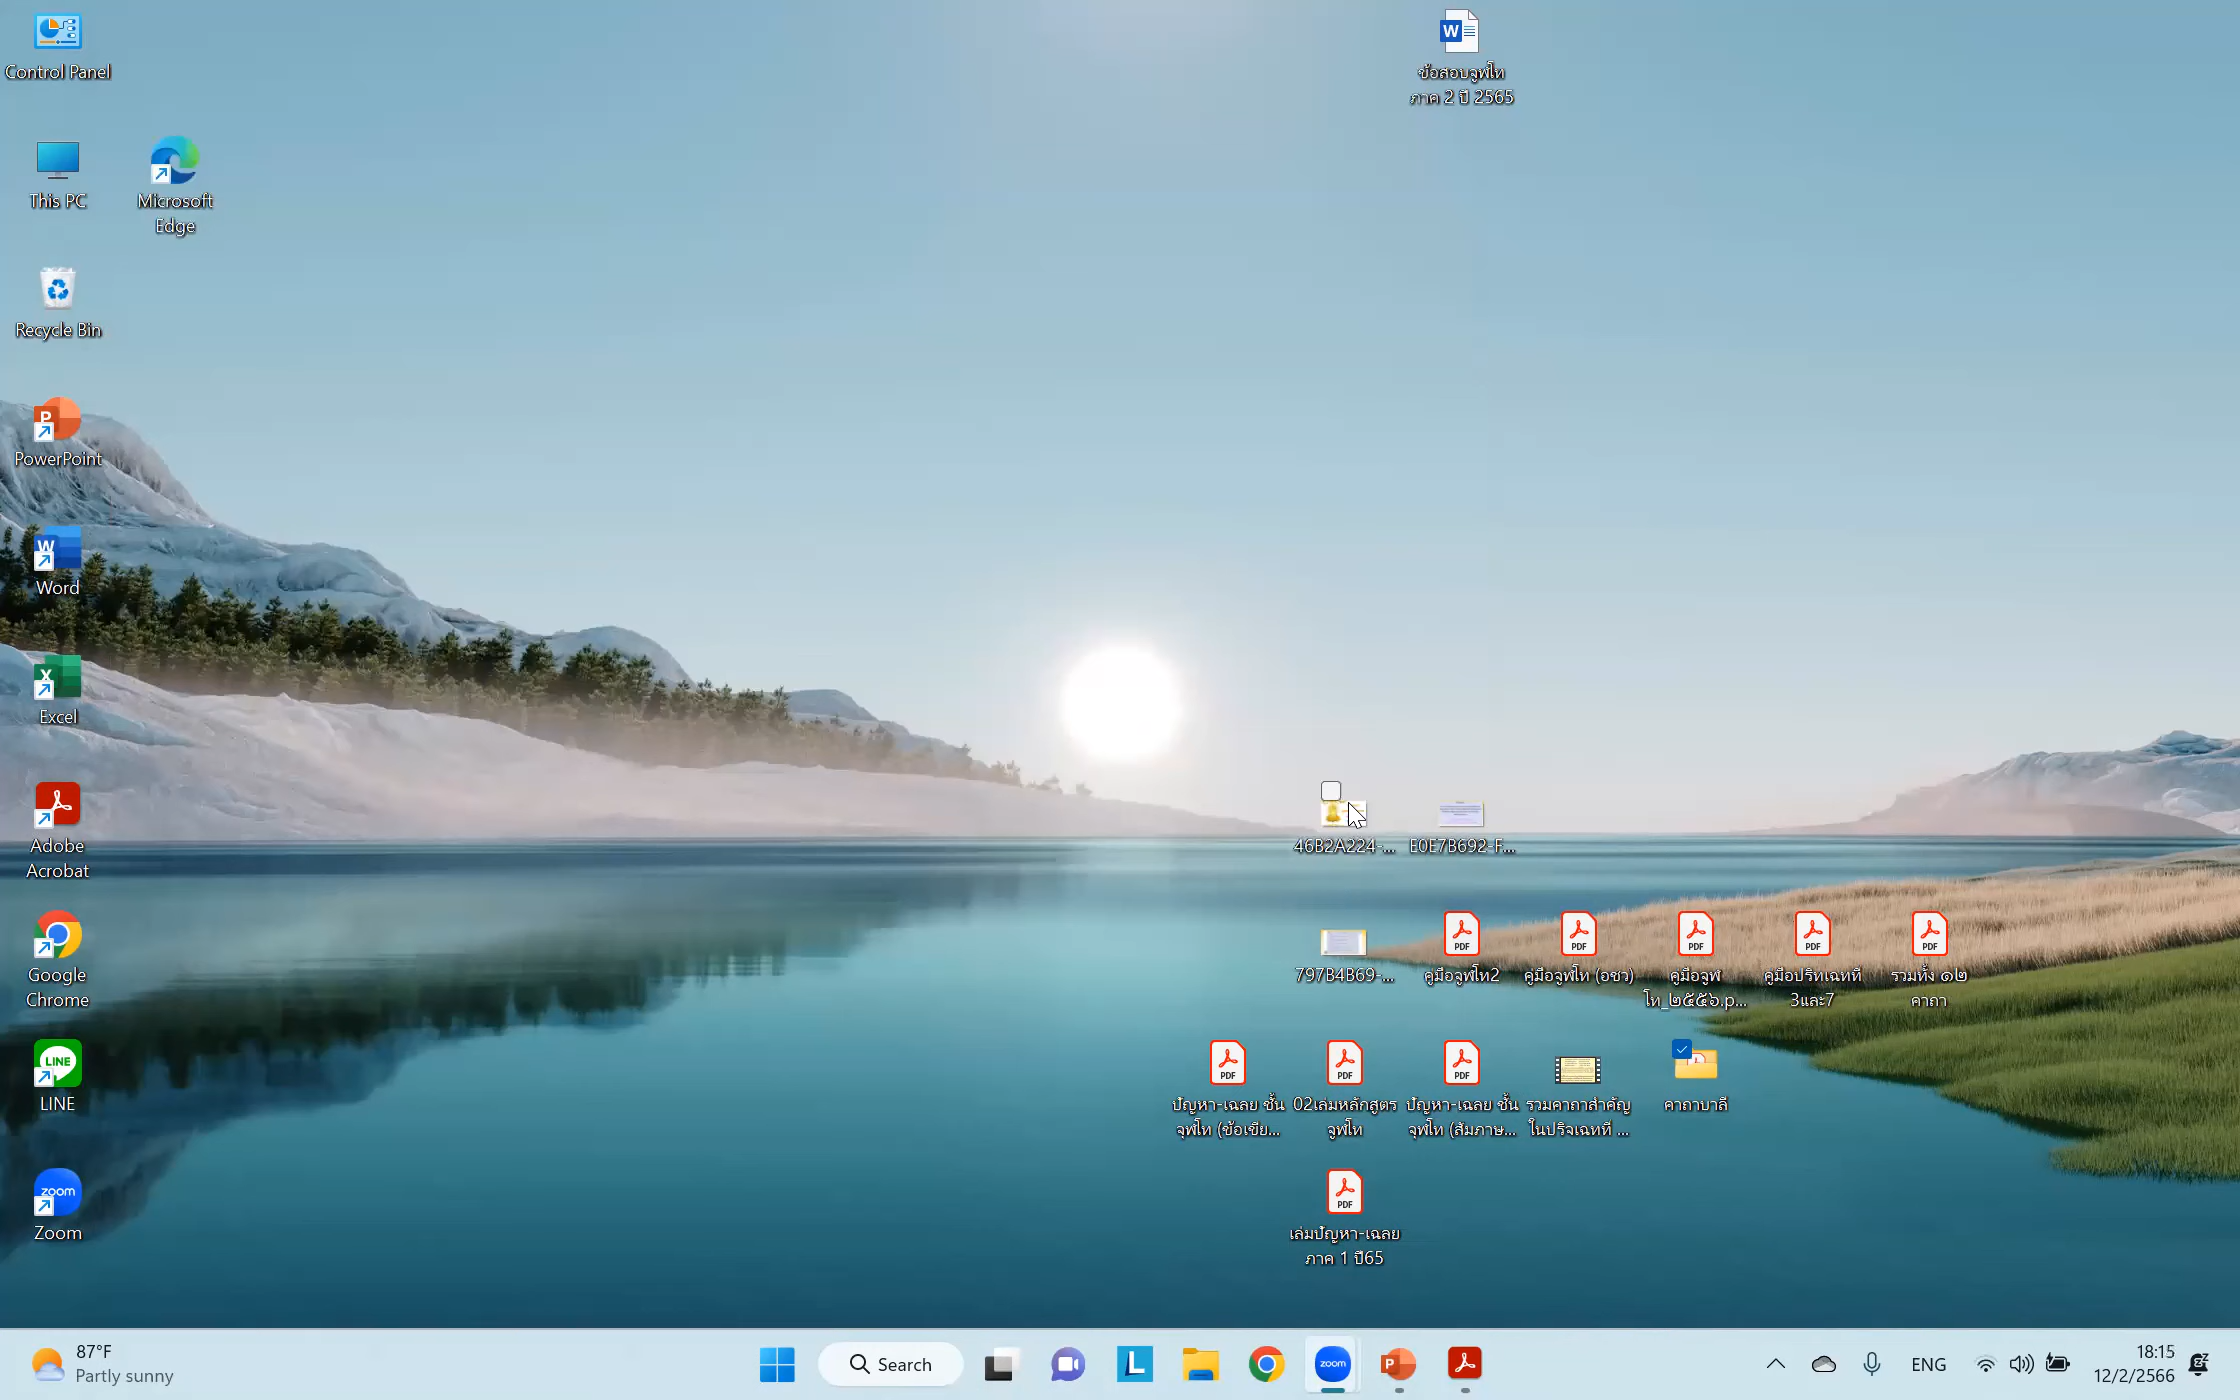 Control Panel
ข้อสอบจูฬโท
ภาค 2 ปี 2565
This PC
Microsoft
Edge
Recycle Bin
PowerPoint
Word
Excel
46B2A224-...
E0E7B692-F...
Adobe
Acrobat
Google
Chrome
797B4B69-...
คู่มือจูฬโท2
คู่มือจูฬโท (อชว)
คู่มือจูฬ
โท_๒๕๕๖.p...
คู่มือปริทเฉทที่
3และ7
รวมทั้ง ๑๒
คาถา
LINE
ปัญหา-เฉลย ชั้น
จุฬโท (ข้อเขีย...
02เล่มหลักสูตร
จูฬโท
ปัญหา-เฉลย ชั้น
จุฬโท (สัมภาษ...
รวมคาถาสำคัญ
ในปริจเฉทที่ ...
คาถาบาลี
zoom
Zoom
เล่มปัญหา-เฉลย
ภาค 1 ปี65
87°F
Partly sunny
Search
zoom
ENG
18:15
12/2/2566